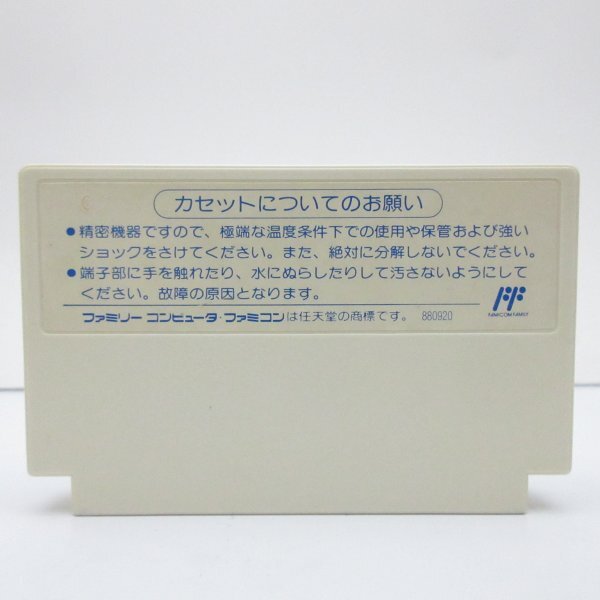 カセットについてのお願い
●精密機器ですので、極端な温度条件下での使用や保管および強い
ショックをさけてください。また、絶対に分解しないでください。
●端子部に手を触れたり、水にぬらしたりして汚さないようにして
ください。故障の原因となります。
ファミリー コンピュータ・ファミコンは任天堂の商標です。 880920
FAMICOM FAMILY